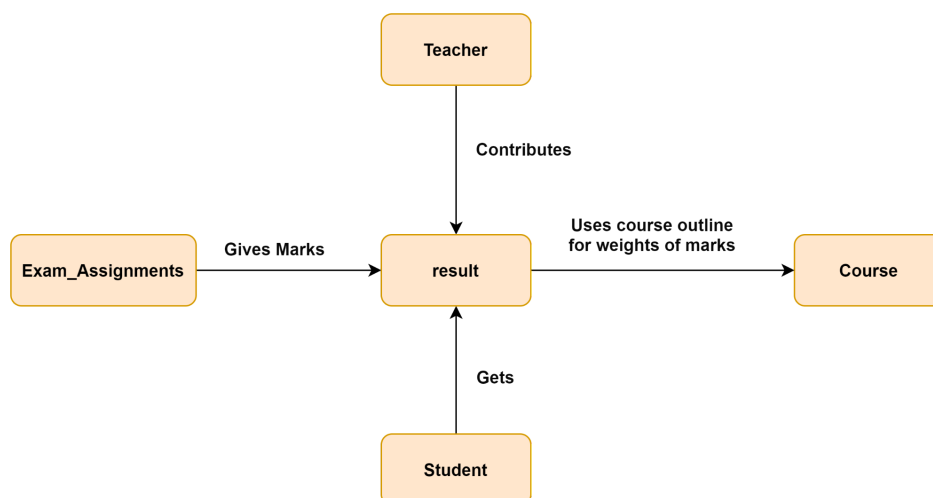 Teacher
Contributes
Uses course outline
for weights of marks
Gives Marks
Exam_Assignments
result
Course
Gets
Student